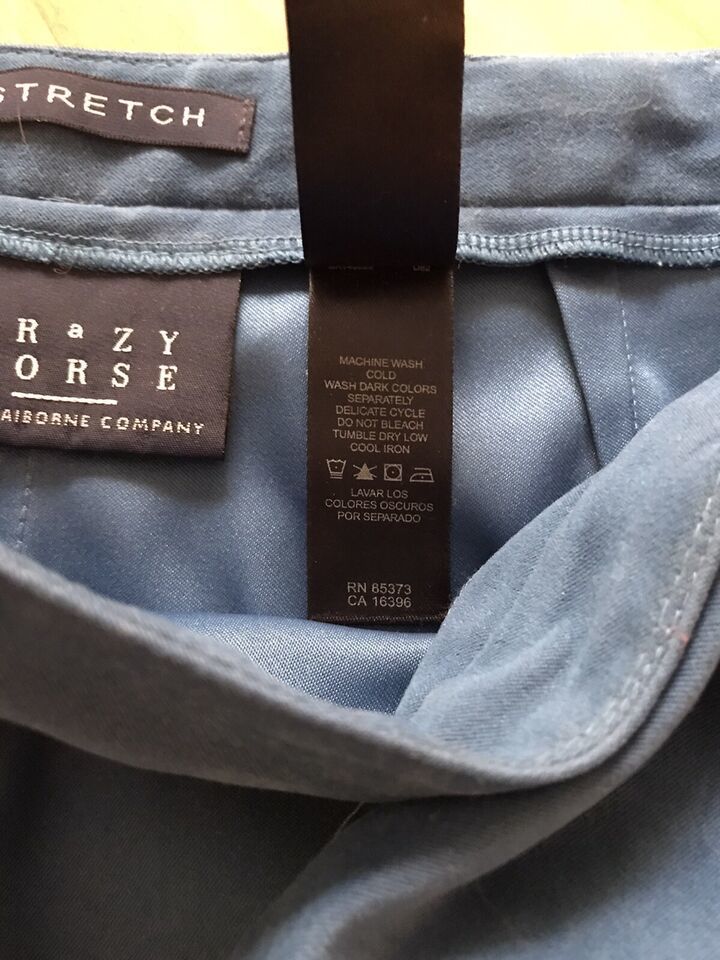 STRETCH
RaZY
ORSE
AIBORNE COMPANY
MACHINE WASH
COLD
WASH DARK COLORS
SEPARATELY
DELICATE CYCLE
DO NOT BLEACH
TUMBLE DRY LOW
COOL IRON
LAVAR LOS
COLORES OSCUROS
POR SEPARADO
RN 85373
CA 16396